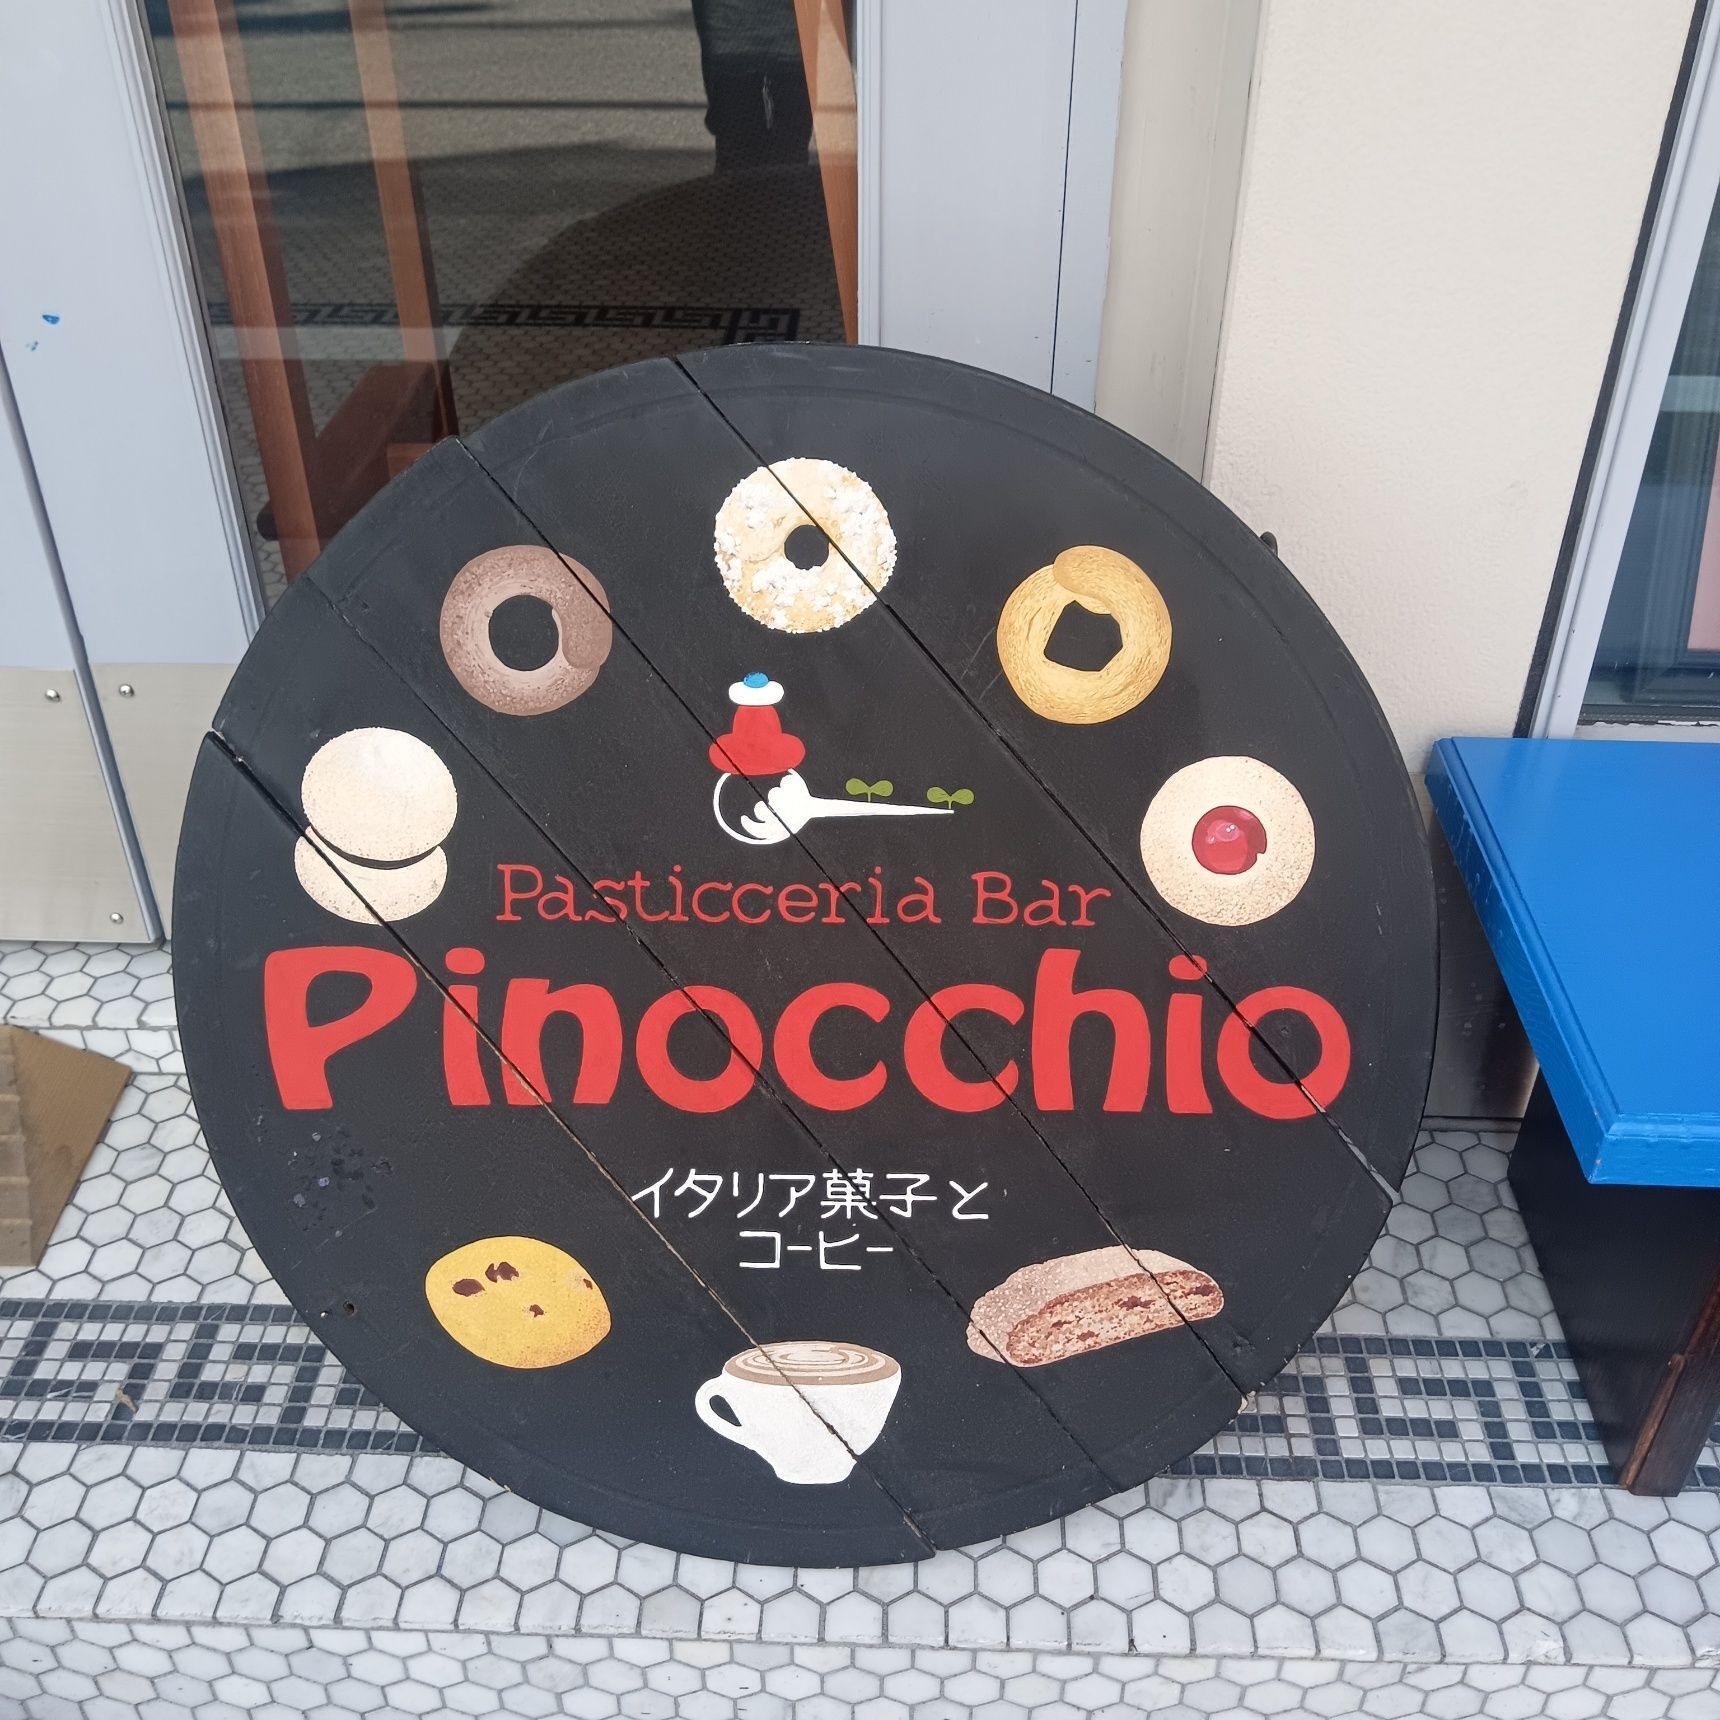 Pasticceria Bar
Pinocchio
イタリア菓子と
コーヒー